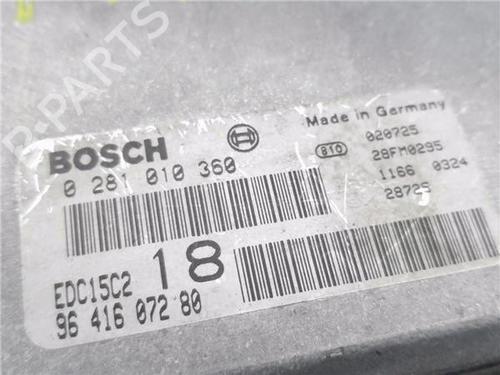 B-PARTS
BOSCH
0 281 010 360
EDC15C2 18
96 416 072 80
Made in Germany
010 020725
28FM0295
1166 0324
28725